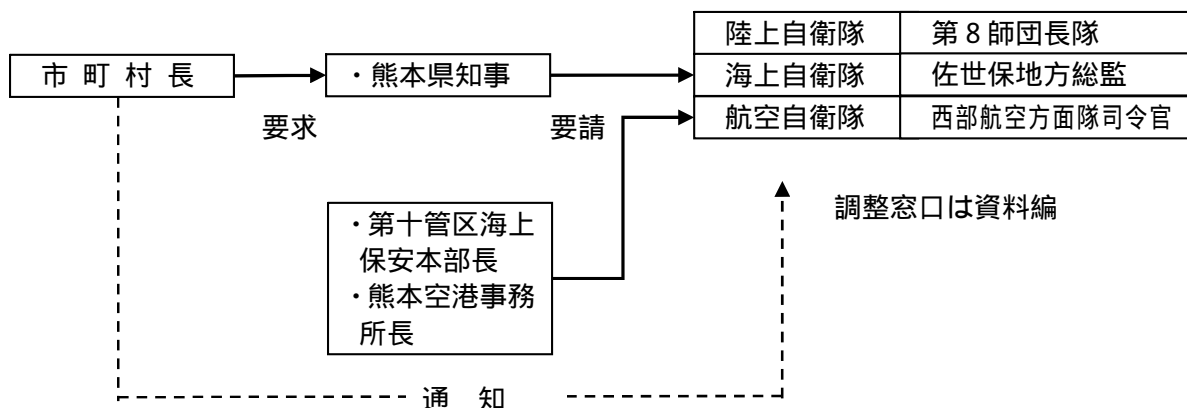 陸上自衛隊 第8師団長隊
市町村長 ・熊本県知事 海上自衛隊 佐世保地方総監
要求 要請 航空自衛隊 西部航空方面隊司令官
調整窓口は資料編
・第十管区海上
保安本部長
・熊本空港事務
所長
通知